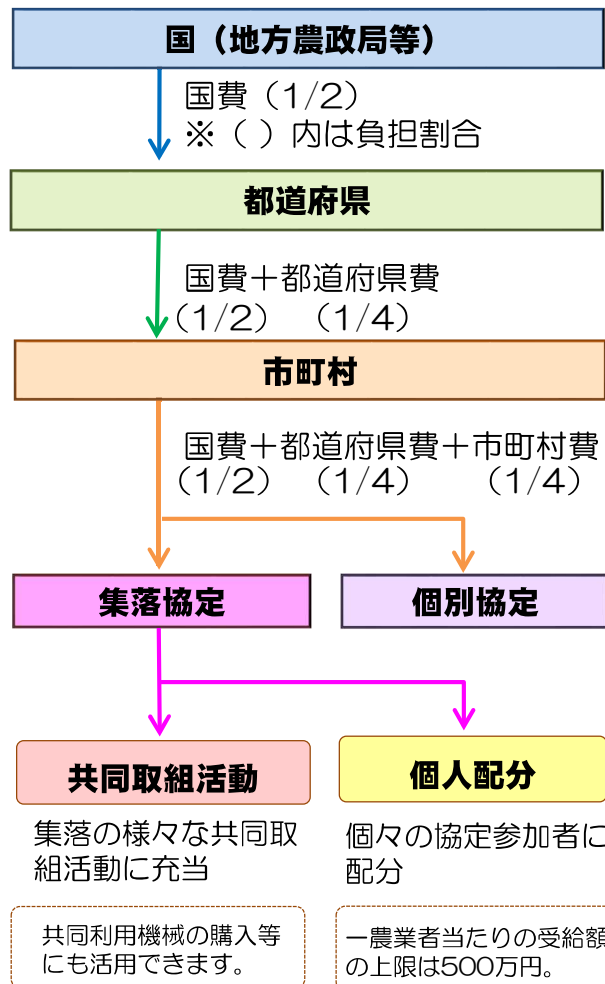 国（地方農政局等）
国費（1/2）
※（ ）内は負担割合
都道府県
国費＋都道府県費
（1/2）　（1/4）
市町村
国費＋都道府県費＋市町村費
（1/2）　（1/4）　　（1/4）
集落協定
個別協定
共同取組活動
個人配分
集落の様々な共同取
組活動に充当
個々の協定参加者に
配分
共同利用機械の購入等
にも活用できます。
一農業者当たりの受給額
の上限は500万円。